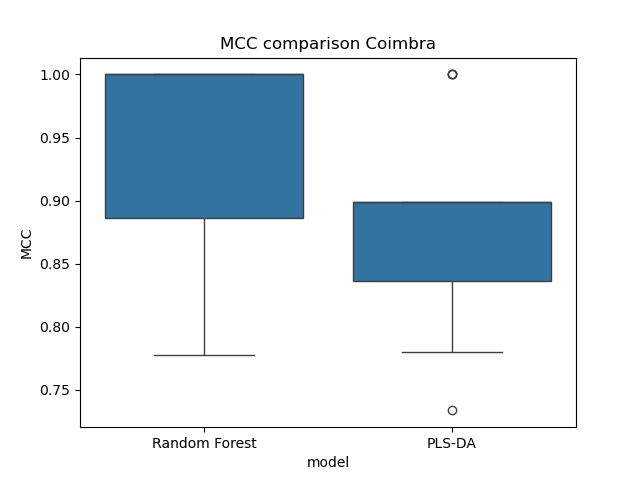 MCC comparison Coimbra
1.00
0.95
0.90
0.85
0.80
0.75
MCC
Random Forest
PLS-DA
model